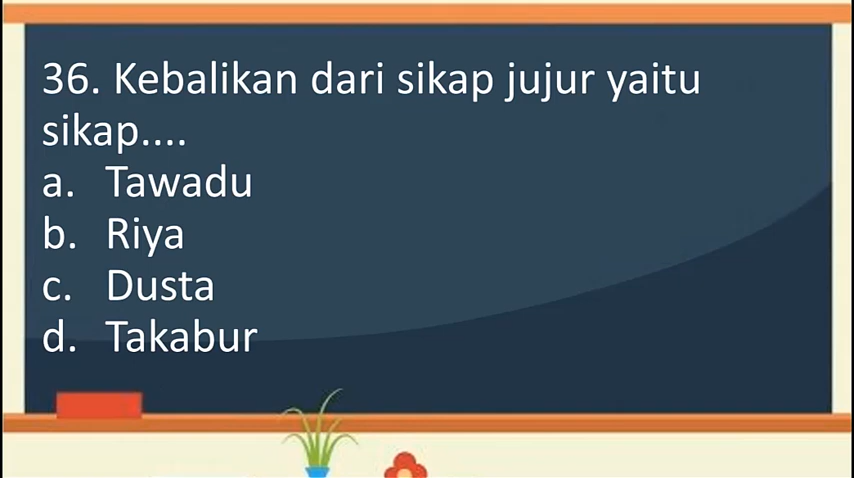 36. Kebalikan dari sikap jujur yaitu
sikap....
a. Tawadu
b. Riya
c. Dusta
d. Takabur